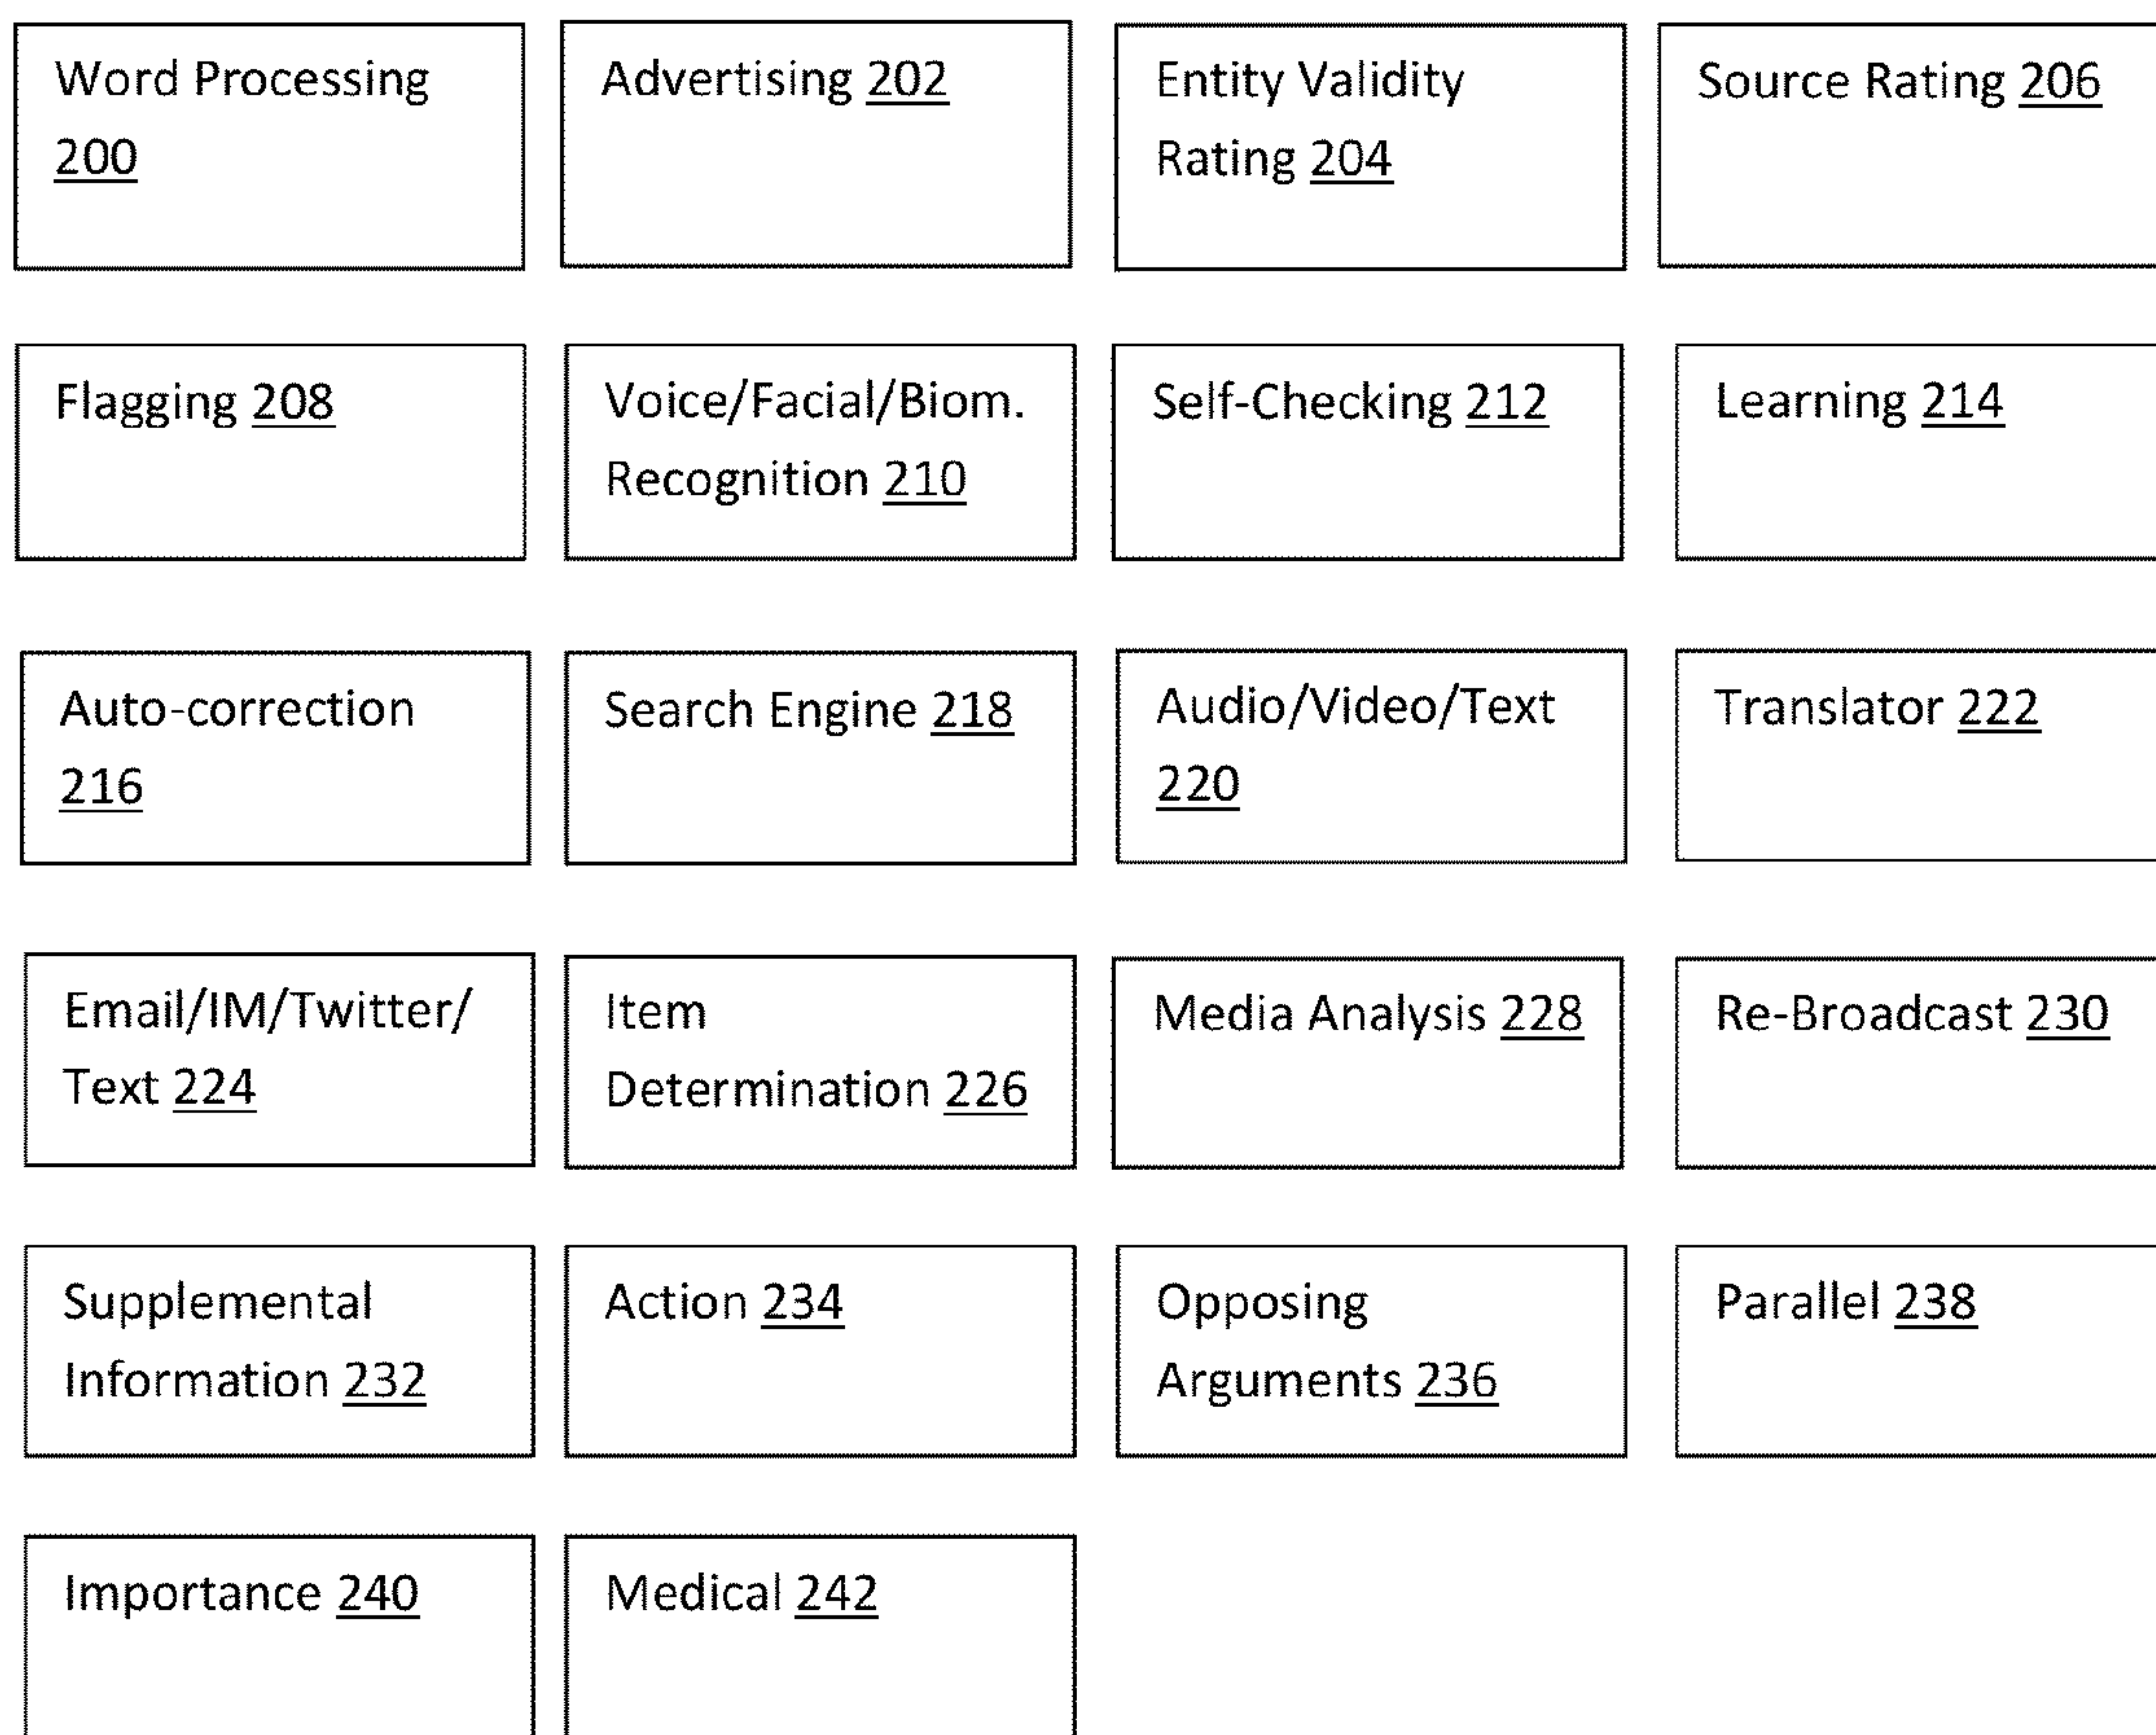 Word Processing
200
Advertising 202
Entity Validity
Rating 204
Source Rating 206
Flagging 208
Voice/Facial/Biom.
Recognition 210
Self-Checking 212
Learning 214
Auto-correction
216
Search Engine 218
Audio/Video/Text
220
Translator 222
Email/IM/Twitter/
Text 224
Item
Determination 226
Media Analysis 228
Re-Broadcast 230
Supplemental
Information 232
Action 234
Opposing
Arguments 236
Parallel 238
Importance 240
Medical 242